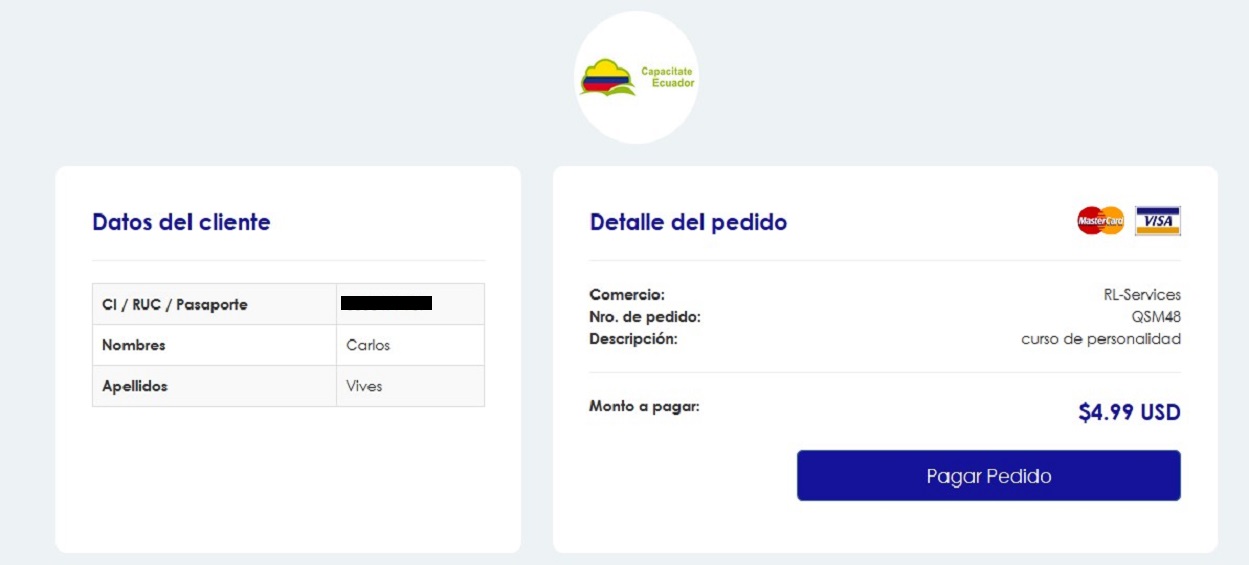 Capacitate
Ecuador
Datos del cliente
CI / RUC / Pasaporte
Nombres Carlos
Apellidos Vives
Detalle del pedido MasterCard VISA
Comercio: RL-Services
Nro. de pedido: QSM48
Descripción: curso de personalidad
Monto a pagar: $4.99 USD
Pagar Pedido